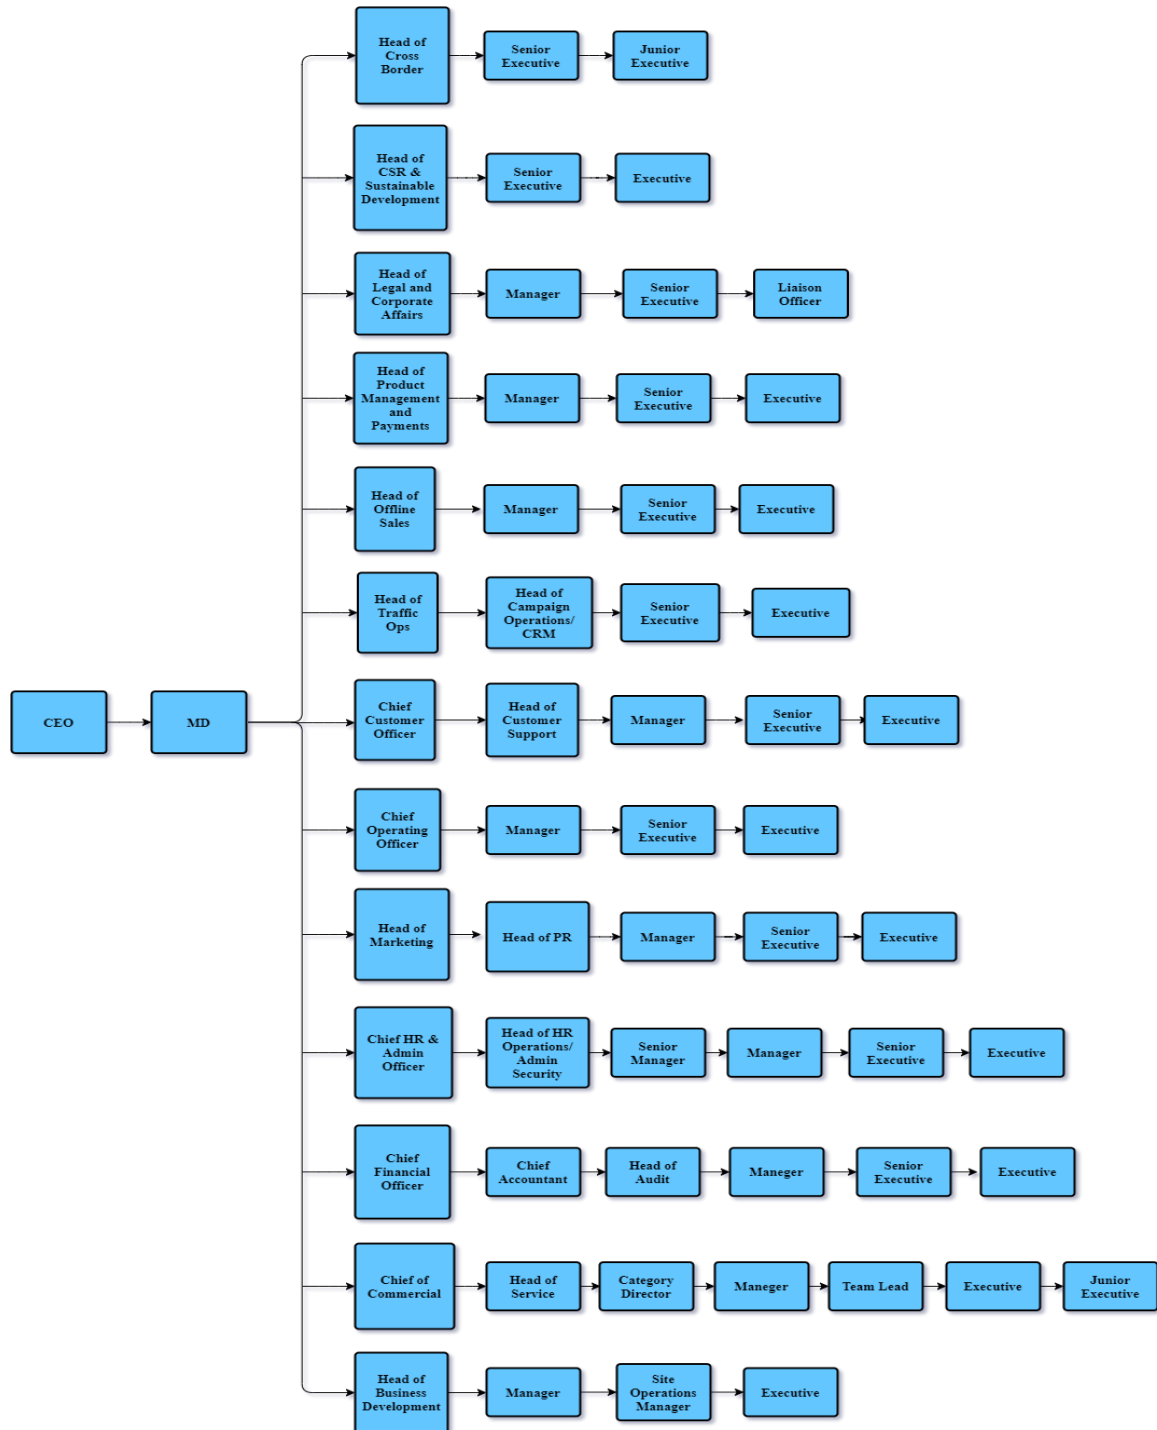 Head of
Cross
Border
Senior
Executive
Junior
Executive
Head of
CSR &
Sustainable
Development
Senior
Executive
Executive
Head of
Legal and
Corporate
Affairs
Manager
Senior
Executive
Liaison
Officer
Head of
Product
Management
and
Payments
Manager
Senior
Executive
Executive
Head of
Offline
Sales
Manager
Senior
Executive
Executive
Head of
Traffic
Ops
Head of
Campaign
Operations/
CRM
Senior
Executive
Executive
CEO
MD
Chief
Customer
Officer
Head of
Customer
Support
Manager
Senior
Executive
Executive
Chief
Operating
Officer
Manager
Senior
Executive
Executive
Head of
Marketing
Head of PR
Manager
Senior
Executive
Executive
Chief HR &
Admin
Officer
Head of HR
Operations/
Admin
Security
Senior
Manager
Manager
Senior
Executive
Executive
Chief
Financial
Officer
Chief
Accountant
Head of
Audit
Maneger
Senior
Executive
Executive
Chief of
Commercial
Head of
Service
Category
Director
Maneger
Team Lead
Executive
Junior
Executive
Head of
Business
Development
Manager
Site
Operations
Manager
Executive